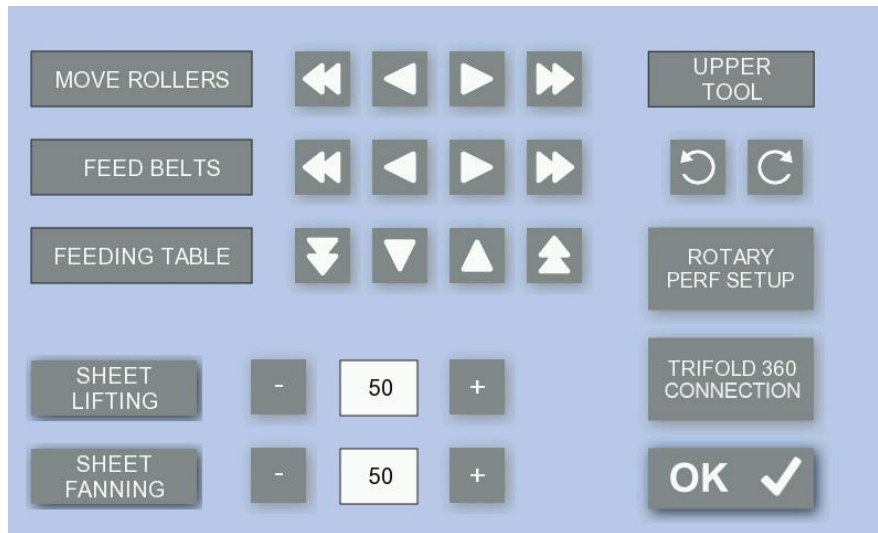 MOVE ROLLERS
UPPER
TOOL
FEED BELTS
FEEDING TABLE
ROTARY
PERF SETUP
SHEET
LIFTING
-
50
+
TRIFOLD 360
CONNECTION
SHEET
FANNING
-
50
+
OK